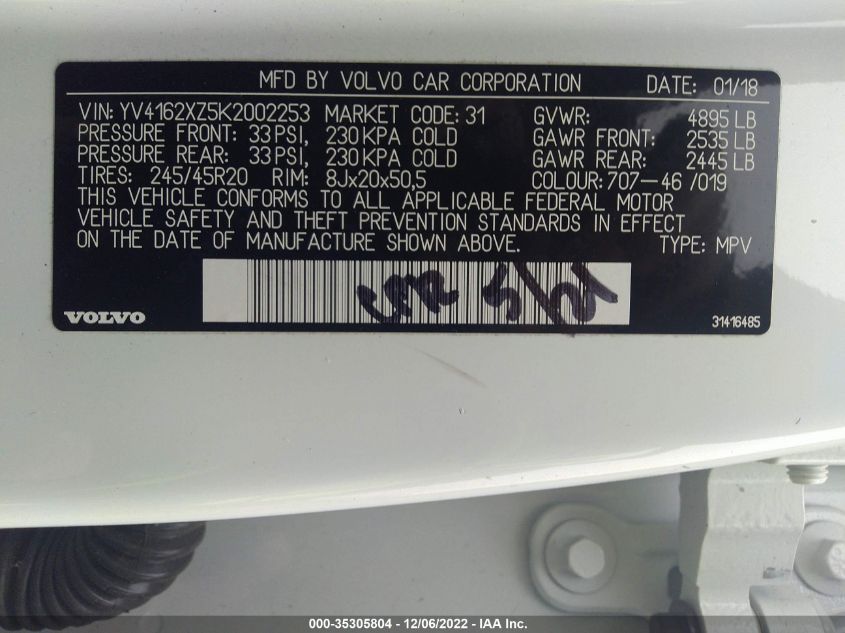 MFD BY VOLVO CAR CORPORATION DATE: 01/18
VIN: YV4162XZ5K2002253 MARKET CODE: 31 GVWR: 4895 LB
PRESSURE FRONT: 33 PSI, 230 KPA COLD GAWR FRONT: 2535 LB
PRESSURE REAR: 33 PSI, 230 KPA COLD GAWR REAR: 2445 LB
TIRES: 245/45R20 RIM: 8Jx20x50,5 COLOUR: 707-46 /019
THIS VEHICLE CONFORMS TO ALL APPLICABLE FEDERAL MOTOR
VEHICLE SAFETY AND THEFT PREVENTION STANDARDS IN EFFECT
ON THE DATE OF MANUFACTURE SHOWN ABOVE. TYPE: MPV
5/21
VOLVO 31416485
000-35305804 - 12/06/2022 - IAA Inc.